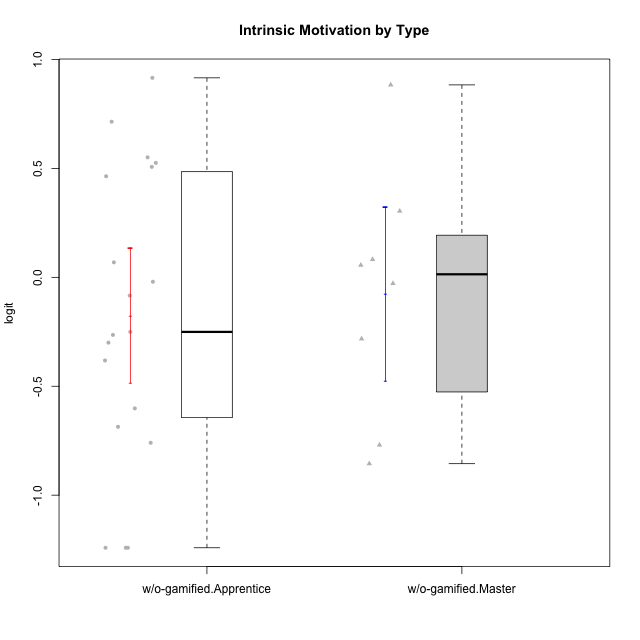 Intrinsic Motivation by Type
1.0
0.5
0.0
-0.5
-1.0
logit
w/o-gamified.Apprentice
w/o-gamified.Master